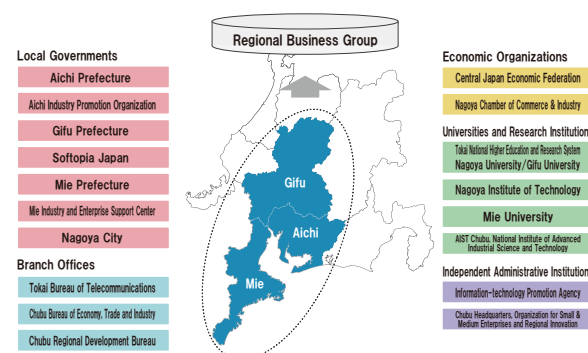 Regional Business Group
Local Governments
Aichi Prefecture
Aichi Industry Promotion Organization
Gifu Prefecture
Softopia Japan
Mie Prefecture
Mie Industry and Enterprise Support Center
Nagoya City
Branch Offices
Tokai Bureau of Telecommunications
Chubu Bureau of Economy, Trade and Industry
Chubu Regional Development Bureau
Gifu
Aichi
Mie
Economic Organizations
Central Japan Economic Federation
Nagoya Chamber of Commerce & Industry
Universities and Research Institution
Tokai National Higher Education and Research System
Nagoya University/Gifu University
Nagoya Institute of Technology
Mie University
AIST Chubu, National Institute of Advanced
Industrial Science and Technology
Independent Administrative Institution
Information-technology Promotion Agency
Chubu Headquarters, Organization for Small &
Medium Enterprises and Regional Innovation